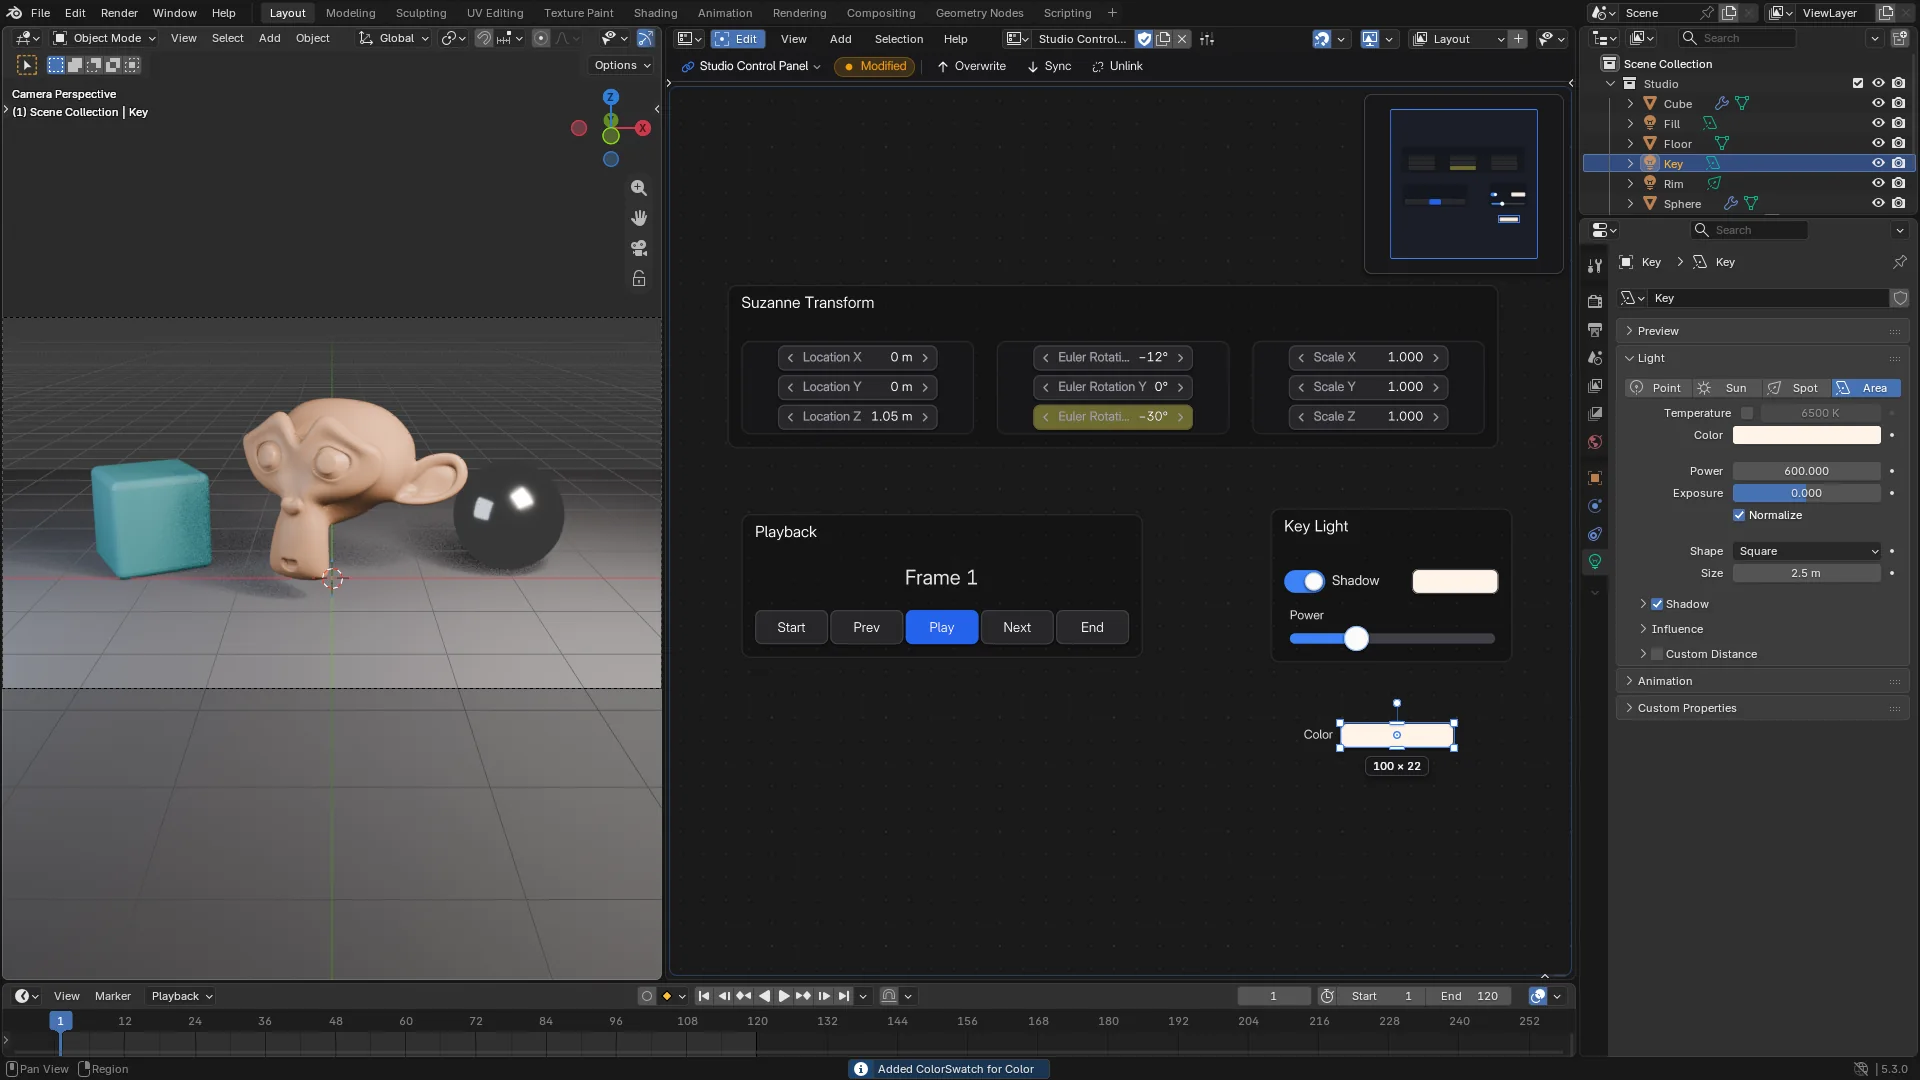 File Edit Render Window Help Layout Modeling Sculpting UV Editing Texture Paint Shading Animation Rendering Compositing Geometry Nodes Scripting + Scene ViewLayer
Object Mode View Select Add Object Global
Options
Camera Perspective
(1) Scene Collection | Key
Z
Y
X
Edit View Add Selection Help Studio Control... Layout
Studio Control Panel Modified Overwrite Sync Unlink
Suzanne Transform
Location X 0 m
Location Y 0 m
Location Z 1.05 m
Euler Rotati... -12°
Euler Rotation Y 0°
Euler Rotati... -30°
Scale X 1.000
Scale Y 1.000
Scale Z 1.000
Playback
Frame 1
Start Prev Play Next End
Key Light
Shadow
Power
Color
100 × 22
Search
Scene Collection
Studio
Cube
Fill
Floor
Key
Rim
Sphere
Search
Key > Key
Key
Preview
Light
Point Sun Spot Area
Temperature 6500 K
Color
Power 600.000
Exposure 0.000
Normalize
Shape Square
Size 2.5 m
Shadow
Influence
Custom Distance
Animation
Custom Properties
View Marker Playback 1 Start 1 End 120
1 12 24 36 48 60 72 84 96 108 120 132 144 156 168 180 192 204 216 228 240 252
Pan View Region Added ColorSwatch for Color 5.3.0